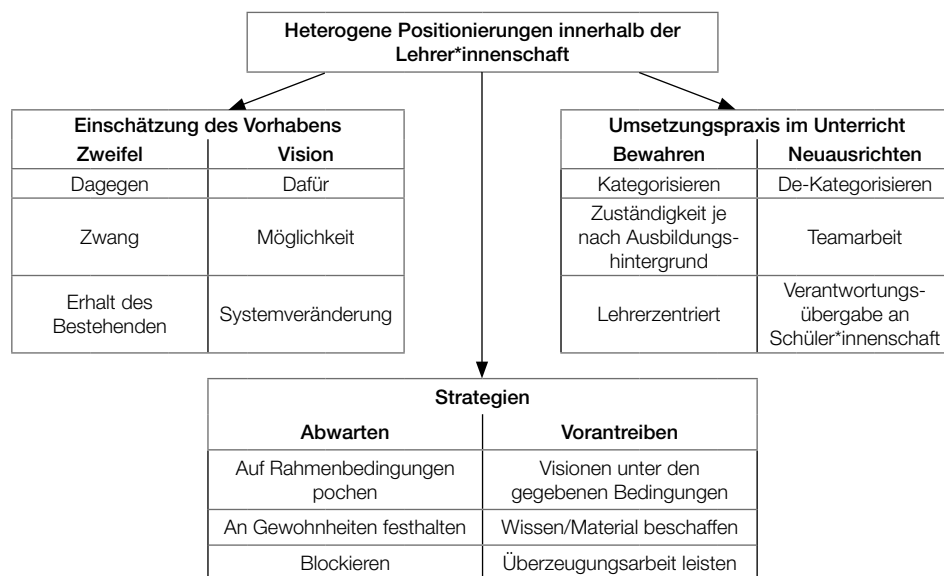 Heterogene Positionierungen innerhalb der
Lehrer*innenschaft
Einschätzung des Vorhabens
Zweifel Vision
Dagegen Dafür
Zwang Möglichkeit
Erhalt des
Bestehenden
Systemveränderung
Umsetzungspraxis im Unterricht
Bewahren Neuausrichten
Kategorisieren De-Kategorisieren
Zuständigkeit je
nach Ausbildungs-
hintergrund
Teamarbeit
Lehrerzentriert
Verantwortungs-
übergabe an
Schüler*innenschaft
Strategien
Abwarten Vorantreiben
Auf Rahmenbedingungen
pochen
Visionen unter den
gegebenen Bedingungen
An Gewohnheiten festhalten Wissen/Material beschaffen
Blockieren Überzeugungsarbeit leisten